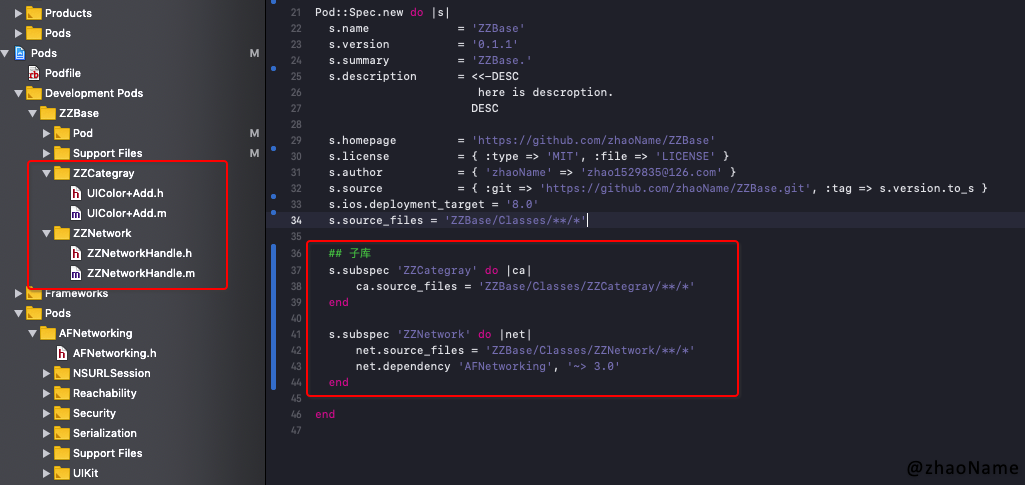 Products
Pods
Pods M
Podfile
Development Pods
ZZBase
Pod M
Support Files M
ZZCategray
UIColor+Add.h
UIColor+Add.m
ZZNetwork
ZZNetworkHandle.h
ZZNetworkHandle.m
Frameworks
Pods
AFNetworking
AFNetworking.h
NSURLSession
Reachability
Security
Serialization
Support Files
UIKit
21 Pod::Spec.new do |s|
22 s.name = 'ZZBase'
23 s.version = '0.1.1'
24 s.summary = 'ZZBase.'
25 s.description = <<-DESC
26 here is descroption.
27 DESC
28
29 s.homepage = 'https://github.com/zhaoName/ZZBase'
30 s.license = { :type => 'MIT', :file => 'LICENSE' }
31 s.author = { 'zhaoName' => 'zhao1529835@126.com' }
32 s.source = { :git => 'https://github.com/zhaoName/ZZBase.git', :tag => s.version.to_s }
33 s.ios.deployment_target = '8.0'
34 s.source_files = 'ZZBase/Classes/**/*'
35
36 ## 子库
37 s.subspec 'ZZCategray' do |ca|
38 ca.source_files = 'ZZBase/Classes/ZZCategray/**/*'
39 end
40
41 s.subspec 'ZZNetwork' do |net|
42 net.source_files = 'ZZBase/Classes/ZZNetwork/**/*'
43 net.dependency 'AFNetworking', '~> 3.0'
44 end
45
46 end
47
@zhaoName